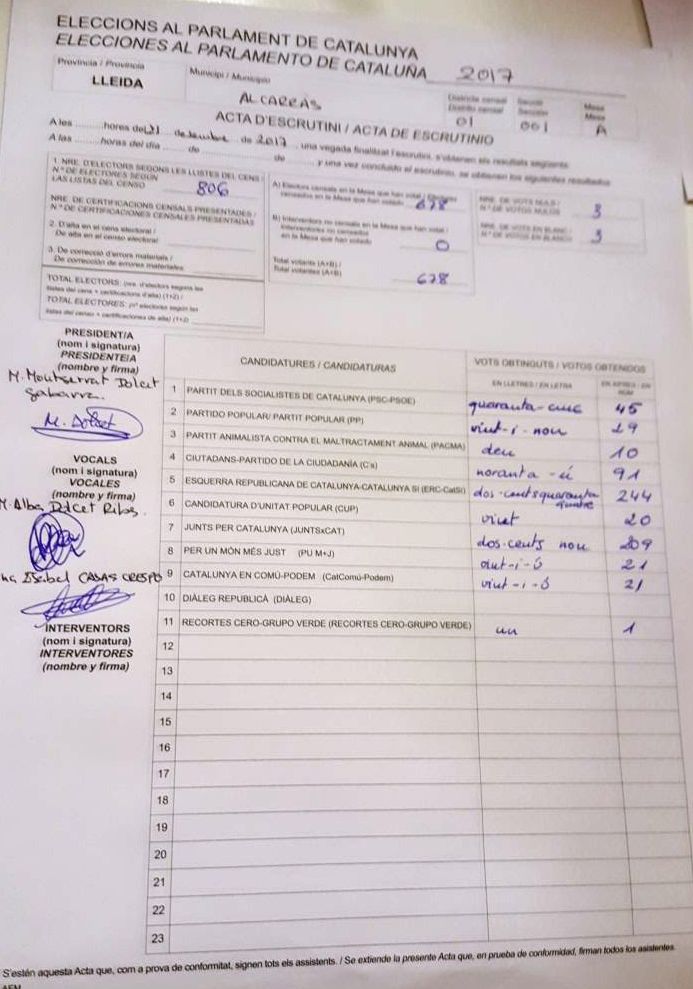 ELECCIONS AL PARLAMENT DE CATALUNYA
ELECCIONES AL PARLAMENTO DE CATALUÑA 2017
Província / Provincia
LLEIDA
Municipi / Municipio
ALCARRÀS
Districte censal
Distrito censal
01
Secció
Sección
001
Mesa
Mesa
A
ACTA D'ESCRUTINI / ACTA DE ESCRUTINIO
A les ..........hores del 21 de desembre de 2017, una vegada finalitzat l'escrutini, s'obtenen els resultats següents
A las ..........horas del día ..... de ..... de ..... y una vez concluido el escrutinio, se obtienen los siguientes resultados
1. NRE. D'ELECTORS SEGONS LES LLISTES DEL CENS /
N.º DE ELECTORES SEGÚN
LAS LISTAS DEL CENSO 806
NRE. DE CERTIFICACIONS CENSALS PRESENTADES /
N.º DE CERTIFICACIONES CENSALES PRESENTADAS
2. D'alta en el cens electoral /
De alta en el censo electoral
3. De correcció d'errors materials /
De corrección de errores materiales
TOTAL ELECTORS: (nre. d'electors segons les
llistes del cens + certificacions d'alta) (1+2) /
TOTAL ELECTORES: (nº electores según las
listas del censo + certificaciones de alta) (1+2)
A) Electors censats en la Mesa que han votat / Electores
censados en la Mesa que han votado 678
B) Interventors no censats en la Mesa que han votat /
Interventores no censados
en la Mesa que han votado 0
Total votants (A+B) /
Total votantes (A+B) 678
NRE. DE VOTS NULS /
N.º DE VOTOS NULOS 3
NRE. DE VOTS EN BLANC /
N.º DE VOTOS EN BLANCO 3
PRESIDENT/A
(nom i signatura)
PRESIDENTE/A
(nombre y firma)
M. Montserrat Dolcet
M. Dolcet
VOCALS
(nom i signatura)
VOCALES
(nombre y firma)
M. Alba Dolcet Ribes.
Isabel CASAS CRESPO
INTERVENTORS
(nom i signatura)
INTERVENTORES
(nombre y firma)
CANDIDATURES / CANDIDATURAS
VOTS OBTINGUTS / VOTOS OBTENIDOS
EN LLETRES / EN LETRA
EN XIFRES / EN NÚM
1 PARTIT DELS SOCIALISTES DE CATALUNYA (PSC-PSOE) quaranta-cinc 45
2 PARTIDO POPULAR/ PARTIT POPULAR (PP) vint-i-nou 29
3 PARTIT ANIMALISTA CONTRA EL MALTRACTAMENT ANIMAL (PACMA) deu 10
4 CIUTADANS-PARTIDO DE LA CIUDADANÍA (C's) noranta-ú 91
5 ESQUERRA REPUBLICANA DE CATALUNYA-CATALUNYA SÍ (ERC-CatSí) dos-cents quaranta quatre 244
6 CANDIDATURA D'UNITAT POPULAR (CUP) vint 20
7 JUNTS PER CATALUNYA (JUNTSxCAT) dos-cents nou 209
8 PER UN MÓN MÉS JUST (PU M+J) vint-i-ú 21
9 CATALUNYA EN COMÚ-PODEM (CatComú-Podem) vint-i-ú 21
10 DIÀLEG REPUBLICÀ (DIÀLEG)
11 RECORTES CERO-GRUPO VERDE (RECORTES CERO-GRUPO VERDE) un 1
12
13
14
15
16
17
18
19
20
21
22
23
S'estén aquesta Acta que, com a prova de conformitat, signen tots els assistents. / Se extiende la presente Acta que, en prueba de conformidad, firman todos los asistentes.